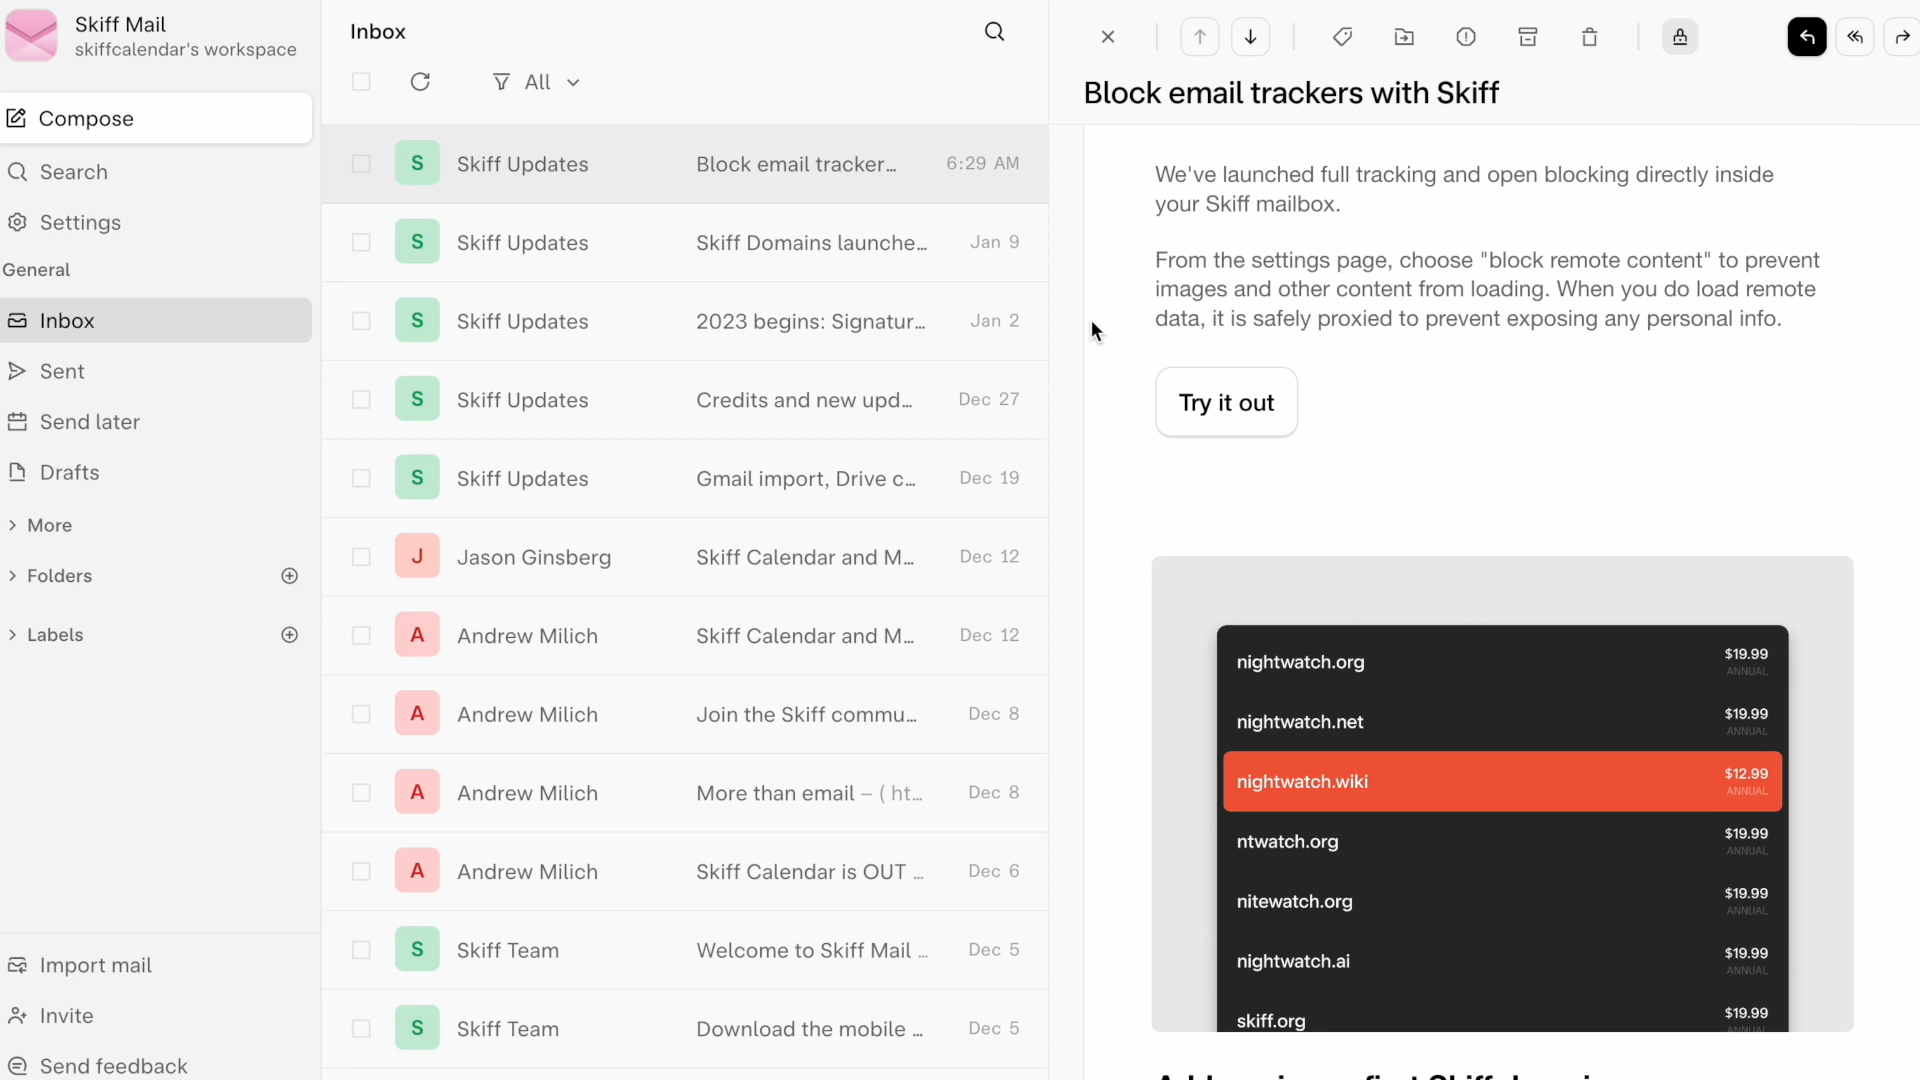 Skiff Mail
skiffcalendar's workspace
Compose
Search
Settings
General
Inbox
Sent
Send later
Drafts
More
Folders
Labels
Import mail
Invite
Send feedback
Inbox
All
S Skiff Updates Block email tracker… 6:29 AM
S Skiff Updates Skiff Domains launche… Jan 9
S Skiff Updates 2023 begins: Signatur… Jan 2
S Skiff Updates Credits and new upd… Dec 27
S Skiff Updates Gmail import, Drive c… Dec 19
J Jason Ginsberg Skiff Calendar and M… Dec 12
A Andrew Milich Skiff Calendar and M… Dec 12
A Andrew Milich Join the Skiff commu… Dec 8
A Andrew Milich More than email – ( ht… Dec 8
A Andrew Milich Skiff Calendar is OUT … Dec 6
S Skiff Team Welcome to Skiff Mail … Dec 5
S Skiff Team Download the mobile … Dec 5
Block email trackers with Skiff
We've launched full tracking and open blocking directly inside
your Skiff mailbox.
From the settings page, choose "block remote content" to prevent
images and other content from loading. When you do load remote
data, it is safely proxied to prevent exposing any personal info.
Try it out
nightwatch.org $19.99
ANNUAL
nightwatch.net $19.99
ANNUAL
nightwatch.wiki $12.99
ANNUAL
ntwatch.org $19.99
ANNUAL
nitewatch.org $19.99
ANNUAL
nightwatch.ai $19.99
ANNUAL
skiff.org $19.99
ANNUAL